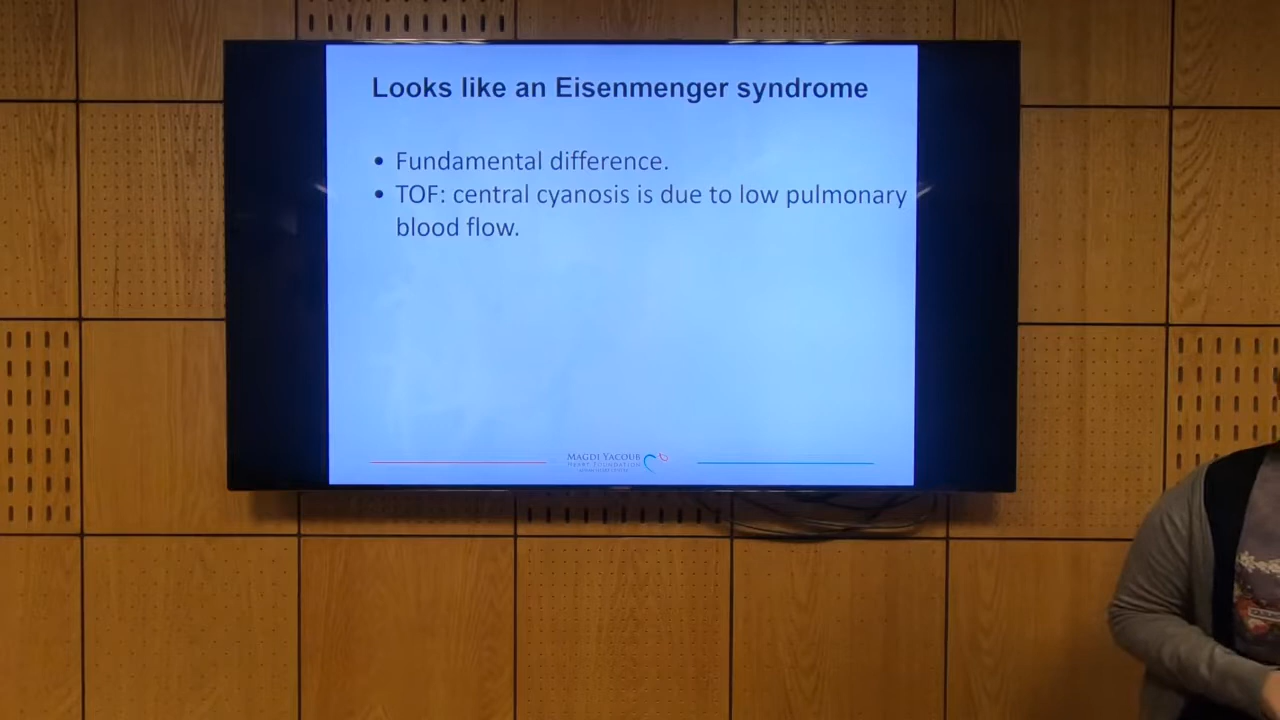 Looks like an Eisenmenger syndrome
• Fundamental difference.
• TOF: central cyanosis is due to low pulmonary
blood flow.
MAGDI YACOUB
HEART FOUNDATION